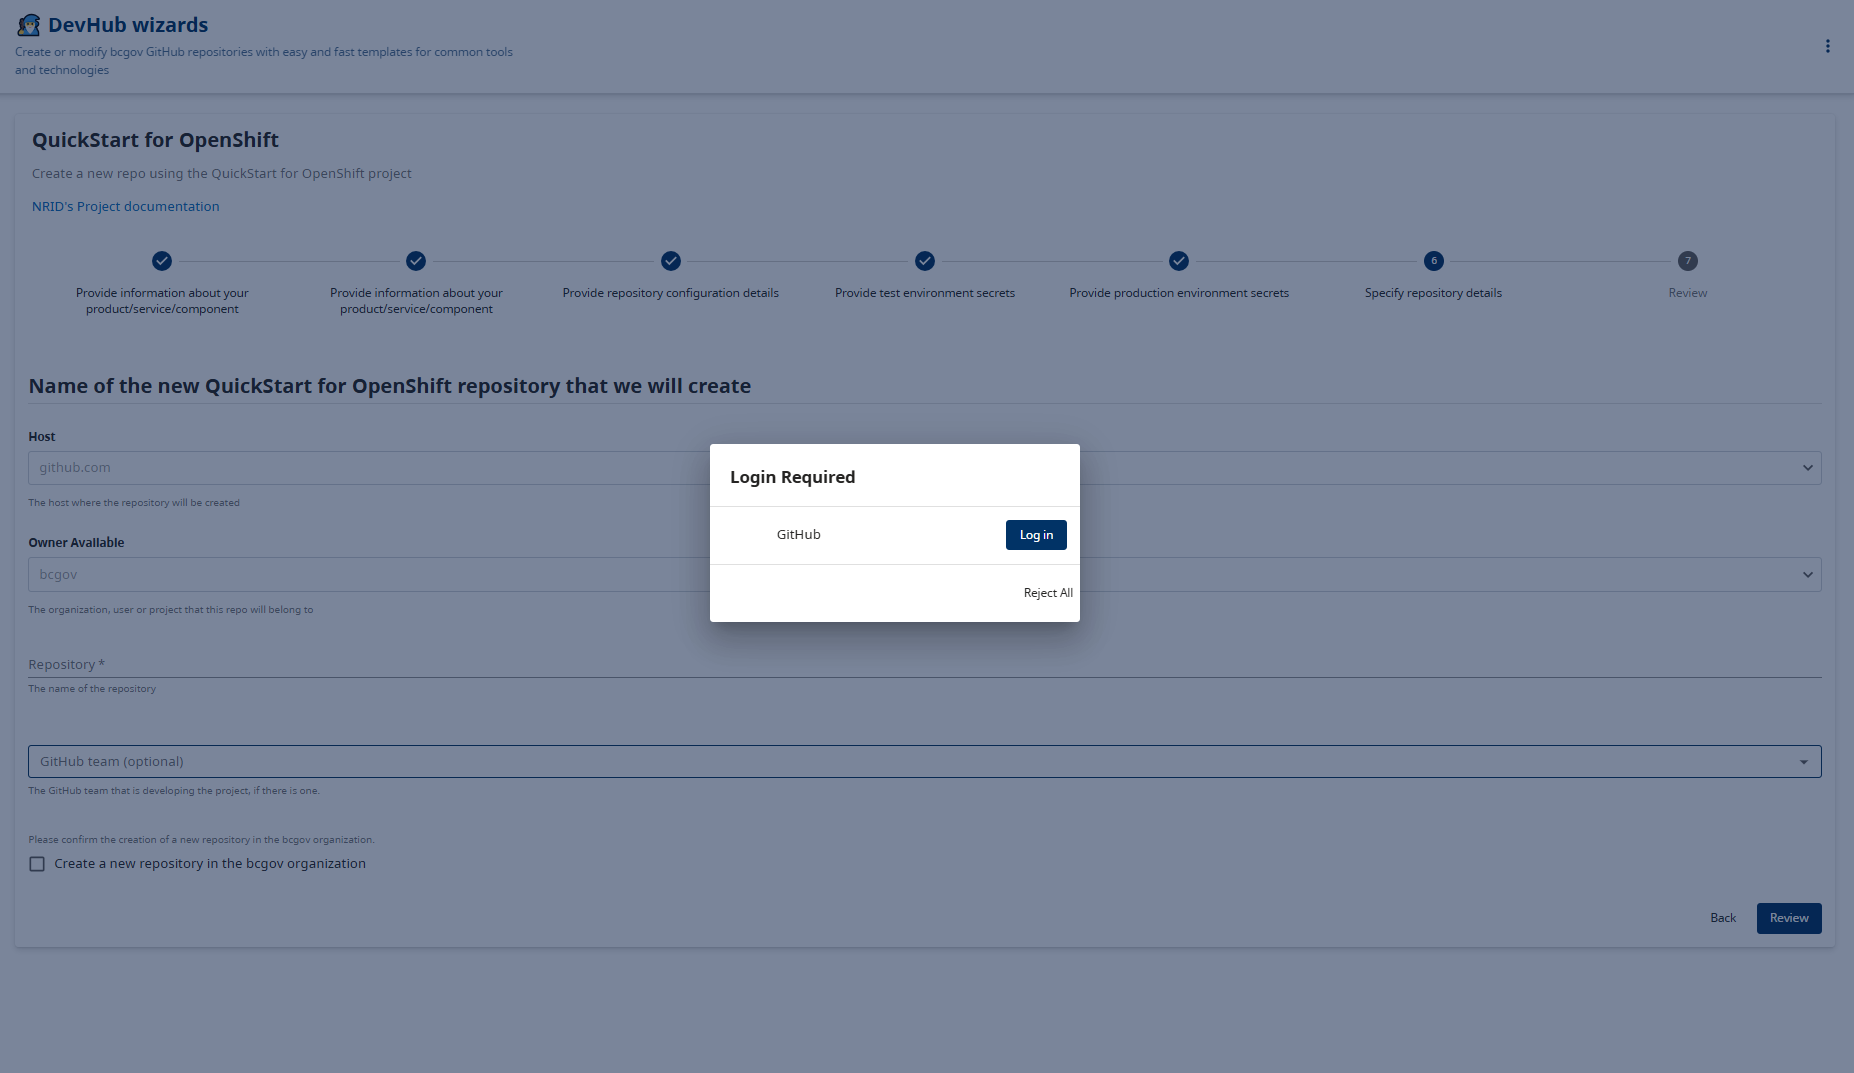 DevHub wizards
Create or modify bcgov GitHub repositories with easy and fast templates for common tools
and technologies
QuickStart for OpenShift
Create a new repo using the QuickStart for OpenShift project
NRID's Project documentation
6
7
Provide information about your
product/service/component
Provide information about your
product/service/component
Provide repository configuration details
Provide test environment secrets
Provide production environment secrets
Specify repository details
Review
Name of the new QuickStart for OpenShift repository that we will create
Host
github.com
The host where the repository will be created
Login Required
GitHub
Log in
Reject All
Owner Available
bcgov
The organization, user or project that this repo will belong to
Repository *
The name of the repository
GitHub team (optional)
The GitHub team that is developing the project, if there is one.
Please confirm the creation of a new repository in the bcgov organization.
Create a new repository in the bcgov organization
Back
Review